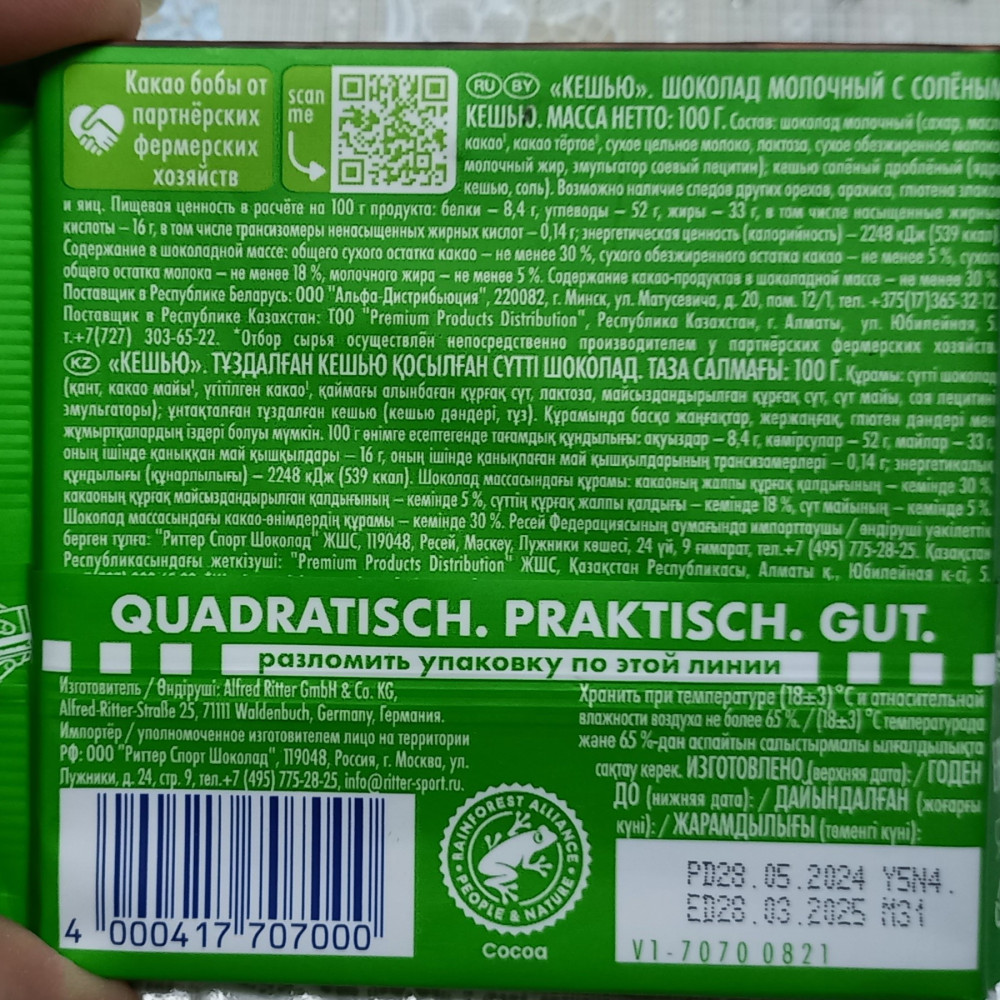 Какао бобы от
партнёрских
фермерских
хозяйств
scan
me
RU BY «КЕШЬЮ». ШОКОЛАД МОЛОЧНЫЙ С СОЛЁНЫМ
КЕШЬЮ. МАССА НЕТТО: 100 Г. Состав: шоколад молочный (сахар,
какао¹, какао тёртое¹, сухое цельное молоко, лактоза, сухое обезжиренное молоко,
молочный жир, эмульгатор соевый лецитин); кешью солёный дроблёный
кешью, соль). Возможно наличие следов других орехов, арахиса, глютена
и яиц. Пищевая ценность в расчёте на 100 г продукта: белки – 8,4 г, углеводы – 52 г, жиры – 33 г, в том числе насыщенные жирные
кислоты – 16 г, в том числе трансизомеры ненасыщенных жирных кислот – 0,14 г; энергетическая ценность (калорийность) – 2248 кДж (539 ккал).
Содержание в шоколадной массе: общего сухого остатка какао – не менее 30 %, сухого обезжиренного остатка какао – не менее 5 %, сухого
общего остатка молока – не менее 18 %, молочного жира – не менее 5 %. Содержание какао-продуктов в шоколадной массе – не менее 30 %.
Поставщик в Республике Беларусь: ООО "Альфа-Дистрибьюция", 220082, г. Минск, ул. Матусевича, д. 20, пом. 12/1, тел. +375(17)365-32-12
Поставщик в Республике Казахстан: ТОО "Premium Products Distribution", Республика Казахстан, г. Алматы, ул. Юбилейная, 5
т.+7(727) 303-65-22. *Отбор сырья осуществлён непосредственно производителем у партнёрских фермерских хозяйств
KZ «КЕШЬЮ». ТҰЗДАЛҒАН КЕШЬЮ ҚОСЫЛҒАН СҮТТІ ШОКОЛАД. ТАЗА САЛМАҒЫ: 100 Г. Құрамы: сүтті шоколад
(қант, какао майы¹, үгітілген какао¹, қаймағы алынбаған құрғақ сүт, лактоза, майсыздандырылған құрғақ сүт, сүт майы, соя лецитин
эмульгаторы); ұнтақталған тұздалған кешью (кешью дәндері, тұз). Құрамында басқа жаңғақтар, жержаңғақ, глютен дәндері мен
жұмыртқалардың іздері болуы мүмкін. 100 г өнімге есептегенде тағамдық құндылығы: ақуыздар – 8,4 г, көмірсулар – 52 г, майлар – 33 г,
оның ішінде қаныққан май қышқылдары – 16 г, оның ішінде қанықпаған май қышқылдарының трансизомерлері – 0,14 г; энергетикалық
құндылығы (құнарлылығы) – 2248 кДж (539 ккал). Шоколад массасындағы құрамы: какаоның жалпы құрғақ қалдығының – кемінде 30 %,
какаоның құрғақ майсыздандырылған қалдығының – кемінде 5 %, сүттің құрғақ жалпы қалдығы – кемінде 18 %, сүт майының – кемінде 5 %.
Шоколад массасындағы какао-өнімдердің құрамы – кемінде 30 %. Ресей Федерациясының аумағында импорттаушы / өндіруші уәкілеттік
берген тұлға: "Риттер Спорт Шоколад" ЖШС, 119048, Ресей, Мәскеу, Лужники көшесі, 24 үй, 9 ғимарат, тел.+7 (495) 775-28-25. Қазақстан
Республикасындағы жеткізуші: "Premium Products Distribution" ЖШС, Қазақстан Республикасы, Алматы қ., Юбилейная к-сі, 5.
QUADRATISCH. PRAKTISCH. GUT.
разломить упаковку по этой линии
Изготовитель / Өндіруші: Alfred Ritter GmbH & Co. KG,
Alfred-Ritter-Straße 25, 71111 Waldenbuch, Germany, Германия.
Импортёр / уполномоченное изготовителем лицо на территории
РФ: ООО "Риттер Спорт Шоколад", 119048, Россия, г. Москва, ул.
Лужники, д. 24, стр. 9, тел.+7 (495) 775-28-25, info@ritter-sport.ru.
Хранить при температуре (18±3)°С и относительной
влажности воздуха не более 65 %. / (18±3) °С температурада
және 65 %-дан аспайтын салыстырмалы ылғалдылықта
сақтау керек. ИЗГОТОВЛЕНО (верхняя дата): / ГОДЕН
ДО (нижняя дата): / ДАЙЫНДАЛҒАН (жоғарғы
күні): / ЖАРАМДЫЛЫҒЫ (төменгі күні):
4 000417 707000
RAINFOREST ALLIANCE
PEOPLE & NATURE
Cocoa
PD28.05.2024 Y5N4.
ED28.03.2025 M31
V1-7070 0821